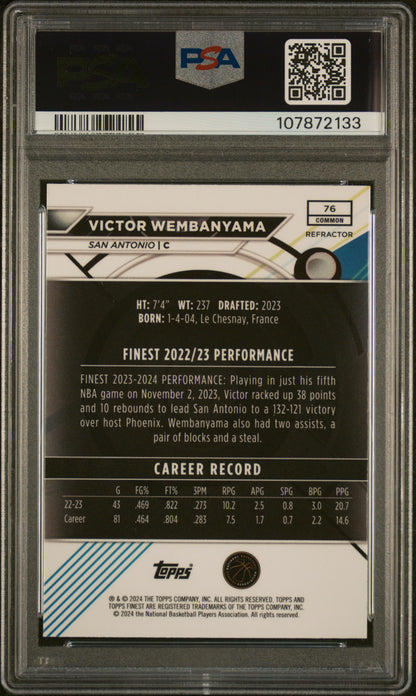 PSA
107872133
76
COMMON
REFRACTOR
VICTOR WEMBANYAMA
SAN ANTONIO | C
HT: 7'4" WT: 237 DRAFTED: 2023
BORN: 1-4-04, Le Chesnay, France
FINEST 2022/23 PERFORMANCE
FINEST 2023-2024 PERFORMANCE: Playing in just his fifth
NBA game on November 2, 2023, Victor racked up 38 points
and 10 rebounds to lead San Antonio to a 132-121 victory
over host Phoenix. Wembanyama also had two assists, a
pair of blocks and a steal.
CAREER RECORD
G FG% FT% 3PM RPG APG SPG BPG PPG
22-23 43 .469 .822 .273 10.2 2.5 0.8 3.0 20.7
Career 81 .464 .804 .283 7.5 1.7 0.7 2.2 14.6
Topps
® & © 2024 THE TOPPS COMPANY, INC. ALL RIGHTS RESERVED. TOPPS AND
TOPPS FINEST ARE REGISTERED TRADEMARKS OF THE TOPPS COMPANY, INC.
© 2024 the National Basketball Players Association. All rights reserved.